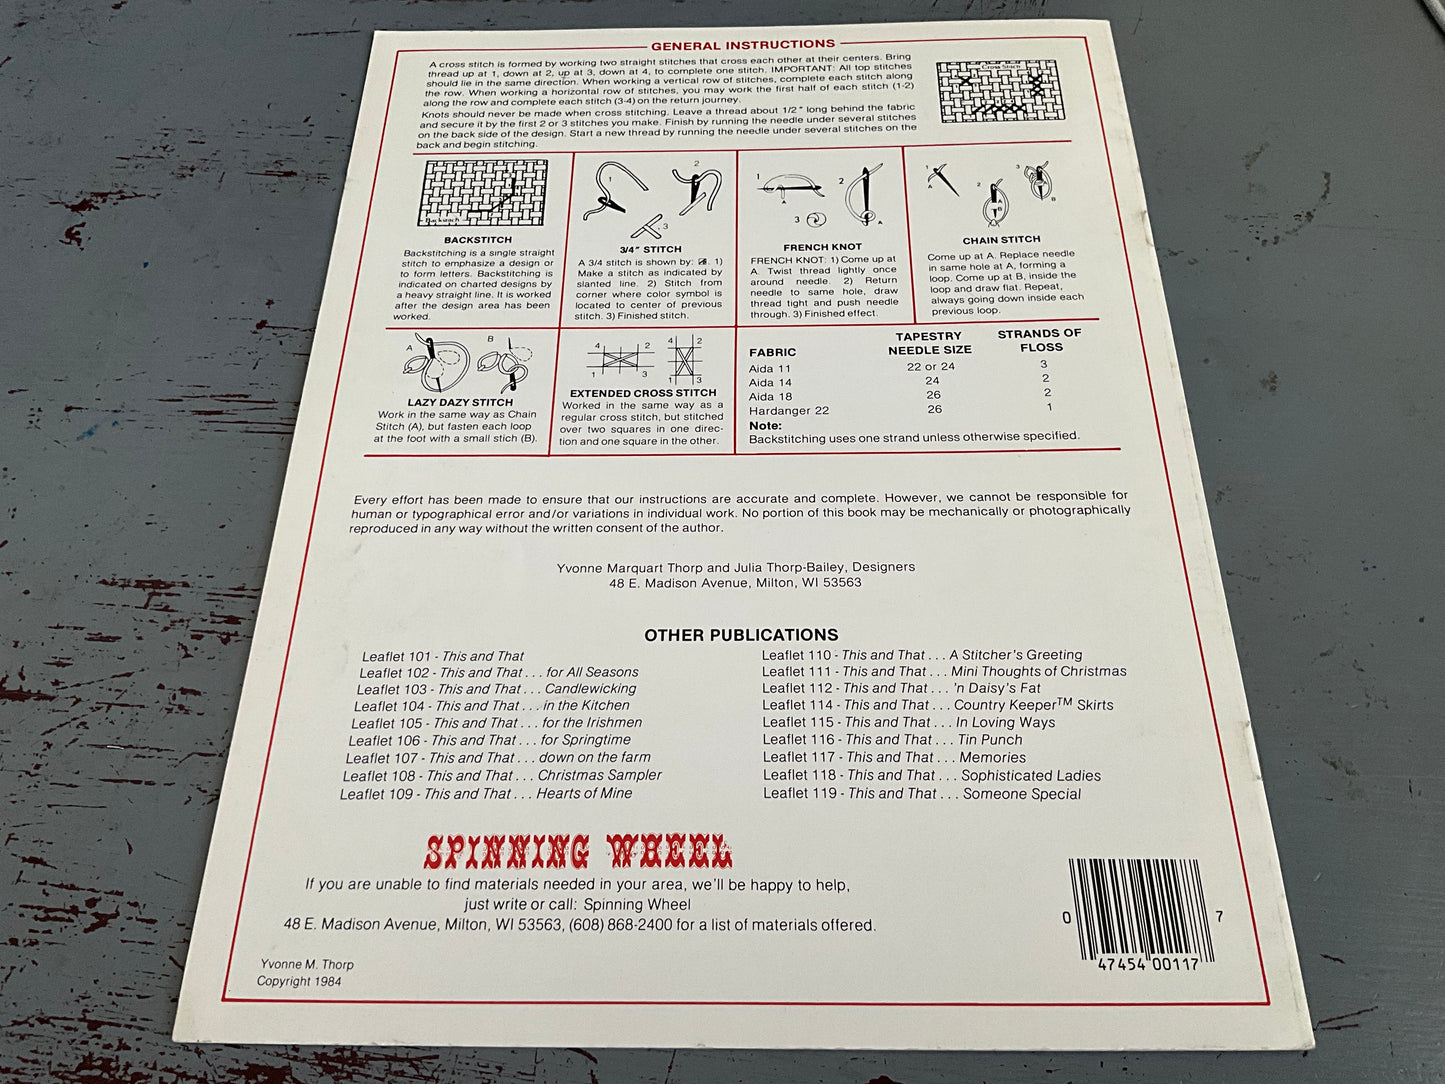 GENERAL INSTRUCTIONS
A cross stitch is formed by working two straight stitches that cross each other at their centers. Bring
thread up at 1, down at 2, up at 3, down at 4, to complete one stitch. IMPORTANT: All top stitches
should lie in the same direction. When working a vertical row of stitches, complete each stitch along
the row. When working a horizontal row of stitches, you may work the first half of each stitch (1-2)
along the row and complete each stitch (3-4) on the return journey.
Knots should never be made when cross stitching. Leave a thread about 1/2" long behind the fabric
and secure it by the first 2 or 3 stitches you make. Finish by running the needle under several stitches
on the back side of the design. Start a new thread by running the needle under several stitches on the
back and begin stitching.
Cross Stitch
Backstitch
BACKSTITCH
Backstitching is a single straight
stitch to emphasize a design or
to form letters. Backstitching is
indicated on charted designs by
a heavy straight line. It is worked
after the design area has been
worked.
1
2
3
3/4" STITCH
A 3/4 stitch is shown by: . 1)
Make a stitch as indicated by
slanted line. 2) Stitch from
corner where color symbol is
located to center of previous
stitch. 3) Finished stitch.
1
A
2
A
3
FRENCH KNOT
FRENCH KNOT: 1) Come up at
A. Twist thread lightly once
around needle. 2) Return
needle to same hole, draw
thread tight and push needle
through. 3) Finished effect.
1
A
2
A
B
3
B
CHAIN STITCH
Come up at A. Replace needle
in same hole at A, forming a
loop. Come up at B, inside the
loop and draw flat. Repeat,
always going down inside each
previous loop.
A
B
LAZY DAZY STITCH
Work in the same way as Chain
Stitch (A), but fasten each loop
at the foot with a small stich (B).
4 2
1 3
4 2
1 3
EXTENDED CROSS STITCH
Worked in the same way as a
regular cross stitch, but stitched
over two squares in one direc-
tion and one square in the other.
FABRIC TAPESTRY NEEDLE SIZE STRANDS OF FLOSS
Aida 11 22 or 24 3
Aida 14 24 2
Aida 18 26 2
Hardanger 22 26 1
Note:
Backstitching uses one strand unless otherwise specified.
Every effort has been made to ensure that our instructions are accurate and complete. However, we cannot be responsible for
human or typographical error and/or variations in individual work. No portion of this book may be mechanically or photographically
reproduced in any way without the written consent of the author.
Yvonne Marquart Thorp and Julia Thorp-Bailey, Designers
48 E. Madison Avenue, Milton, WI 53563
OTHER PUBLICATIONS
Leaflet 101 - This and That
Leaflet 102 - This and That . . . for All Seasons
Leaflet 103 - This and That . . . Candlewicking
Leaflet 104 - This and That . . . in the Kitchen
Leaflet 105 - This and That . . . for the Irishmen
Leaflet 106 - This and That . . . for Springtime
Leaflet 107 - This and That . . . down on the farm
Leaflet 108 - This and That . . . Christmas Sampler
Leaflet 109 - This and That . . . Hearts of Mine
Leaflet 110 - This and That . . . A Stitcher's Greeting
Leaflet 111 - This and That . . . Mini Thoughts of Christmas
Leaflet 112 - This and That . . . 'n Daisy's Fat
Leaflet 114 - This and That . . . Country Keeper™ Skirts
Leaflet 115 - This and That . . . In Loving Ways
Leaflet 116 - This and That . . . Tin Punch
Leaflet 117 - This and That . . . Memories
Leaflet 118 - This and That . . . Sophisticated Ladies
Leaflet 119 - This and That . . . Someone Special
SPINNING WHEEL
If you are unable to find materials needed in your area, we'll be happy to help,
just write or call: Spinning Wheel
48 E. Madison Avenue, Milton, WI 53563, (608) 868-2400 for a list of materials offered.
Yvonne M. Thorp
Copyright 1984
0 47454 00117 7